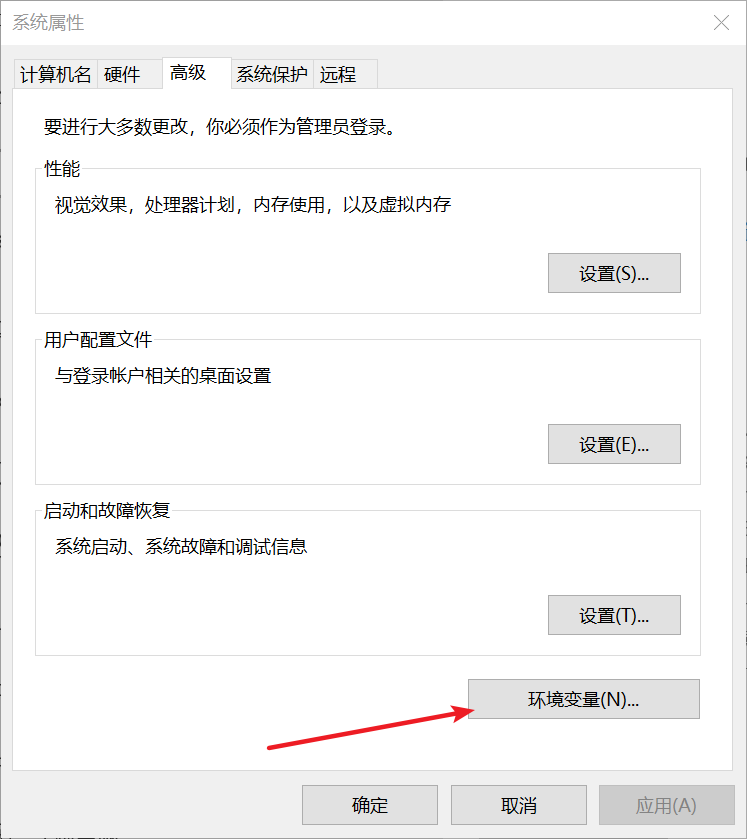 系统属性
计算机名 硬件 高级 系统保护 远程
要进行大多数更改，你必须作为管理员登录。
性能
视觉效果，处理器计划，内存使用，以及虚拟内存
设置(S)...
用户配置文件
与登录帐户相关的桌面设置
设置(E)...
启动和故障恢复
系统启动、系统故障和调试信息
设置(T)...
环境变量(N)...
确定 取消 应用(A)